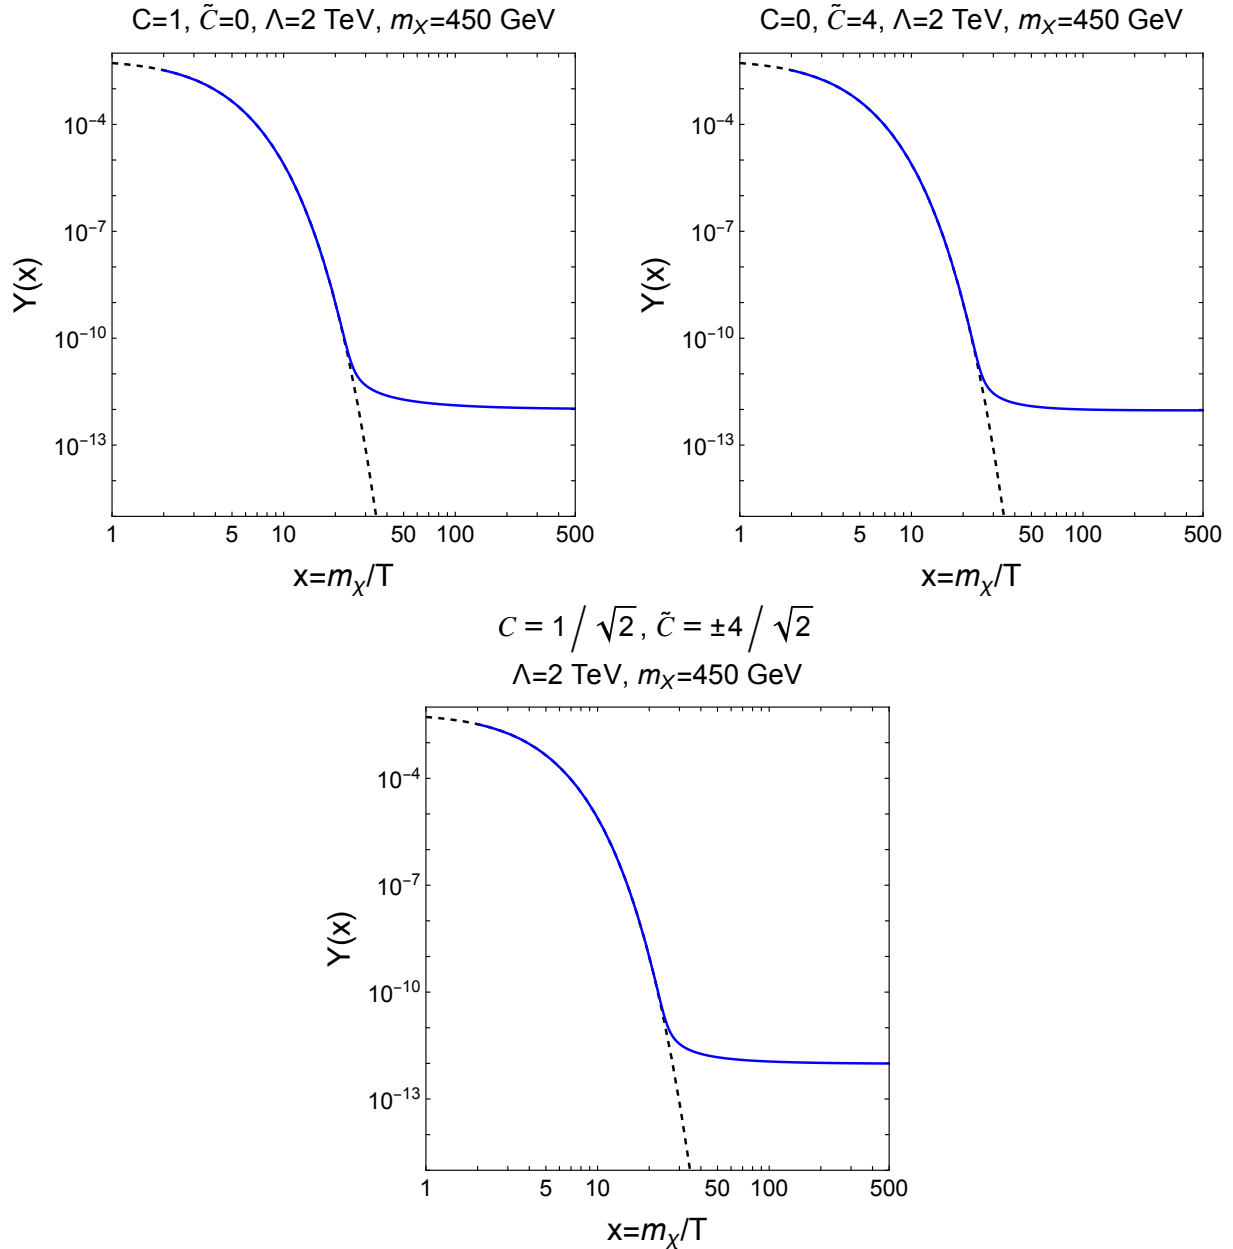 C=1, C̃=0, Λ=2 TeV, mX=450 GeV
Y(x)
10⁻⁴
10⁻⁷
10⁻¹⁰
10⁻¹³
1 5 10 50 100 500
x=mχ/T
C=0, C̃=4, Λ=2 TeV, mX=450 GeV
Y(x)
10⁻⁴
10⁻⁷
10⁻¹⁰
10⁻¹³
1 5 10 50 100 500
x=mχ/T
C = 1 / √2 , C̃ = ±4 / √2
Λ=2 TeV, mX=450 GeV
Y(x)
10⁻⁴
10⁻⁷
10⁻¹⁰
10⁻¹³
1 5 10 50 100 500
x=mχ/T